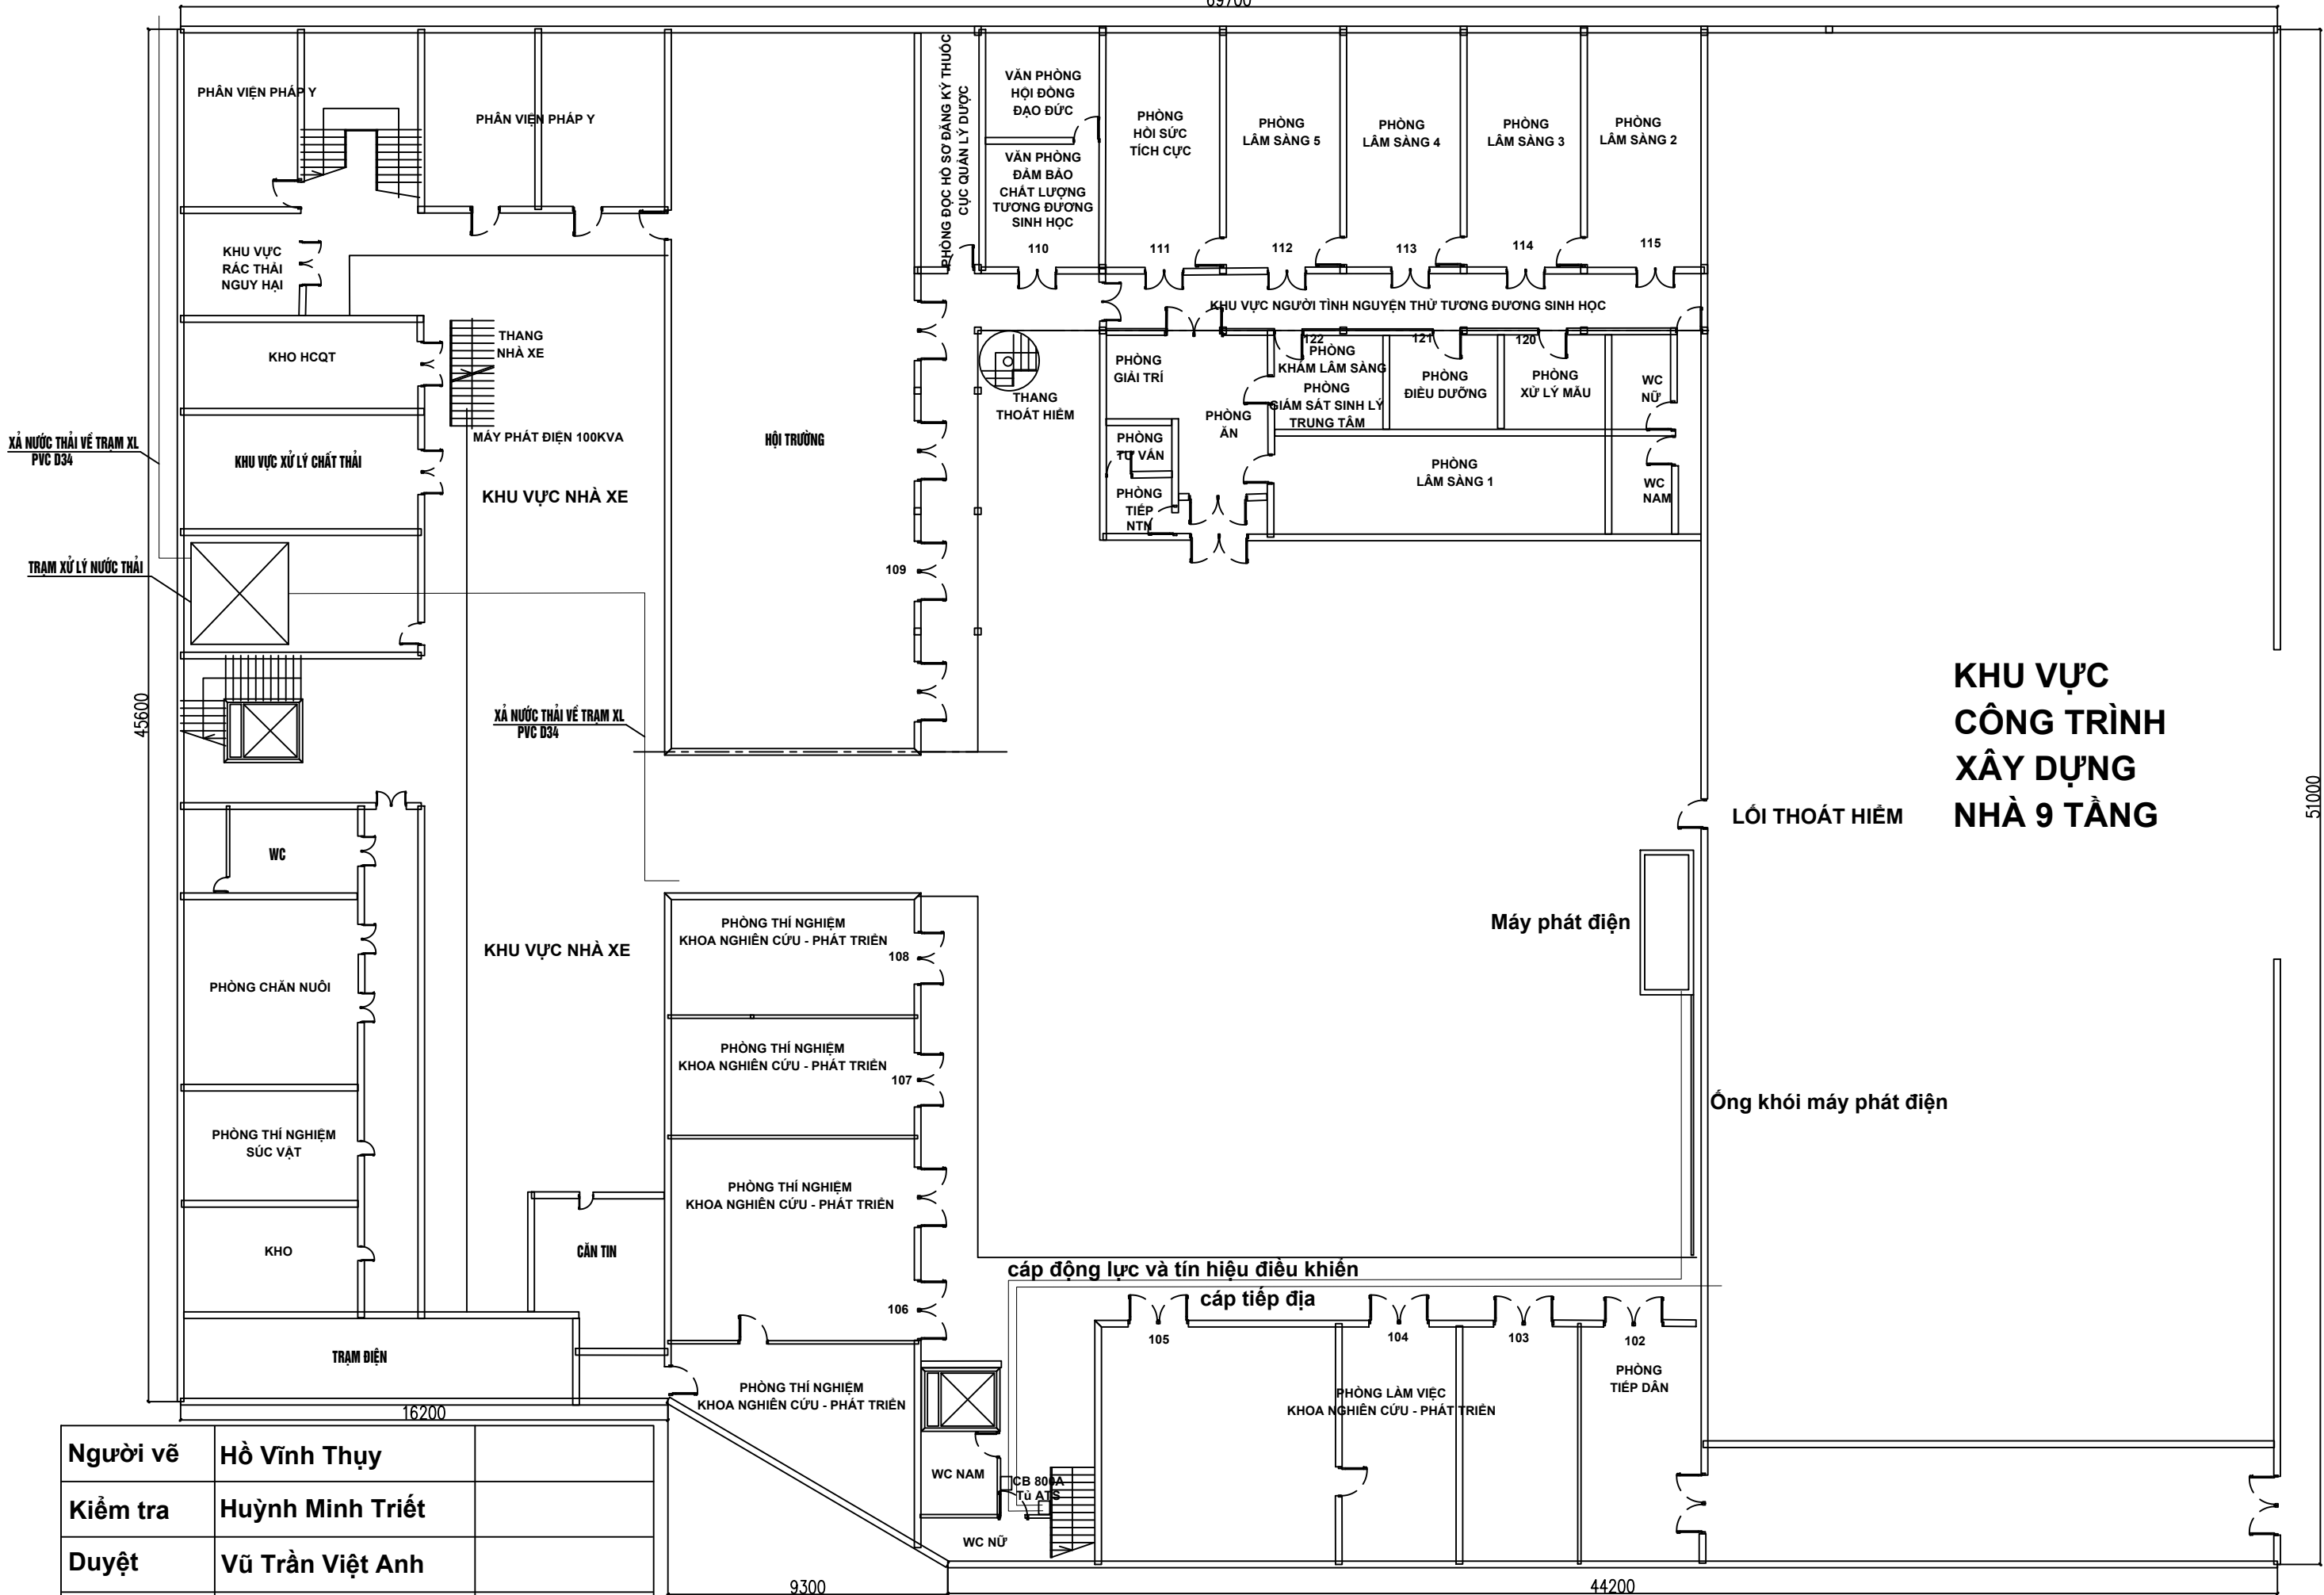 69700
PHÂN VIỆN PHÁP Y
PHÂN VIỆN PHÁP Y
PHÒNG ĐỌC HỒ SƠ ĐĂNG KÝ THUỐC
CỤC QUẢN LÝ DƯỢC
VĂN PHÒNG
HỘI ĐỒNG
ĐẠO ĐỨC
VĂN PHÒNG
ĐẢM BẢO
CHẤT LƯỢNG
TƯƠNG ĐƯƠNG
SINH HỌC
PHÒNG
HỒI SỨC
TÍCH CỰC
PHÒNG
LÂM SÀNG 5
PHÒNG
LÂM SÀNG 4
PHÒNG
LÂM SÀNG 3
PHÒNG
LÂM SÀNG 2
110
111
112
113
114
115
KHU VỰC
RÁC THẢI
NGUY HẠI
KHU VỰC NGƯỜI TÌNH NGUYỆN THỬ TƯƠNG ĐƯƠNG SINH HỌC
THANG
NHÀ XE
KHO HCQT
THANG
THOÁT HIỂM
PHÒNG
GIẢI TRÍ
122
PHÒNG
KHÁM LÂM SÀNG
PHÒNG
GIÁM SÁT SINH LÝ
TRUNG TÂM
121
PHÒNG
ĐIỀU DƯỠNG
120
PHÒNG
XỬ LÝ MẪU
WC
NỮ
PHÒNG
ĂN
PHÒNG
TƯ VẤN
PHÒNG
LÂM SÀNG 1
PHÒNG
TIẾP
NTN
WC
NAM
XẢ NƯỚC THẢI VỀ TRẠM XL
PVC D34
MÁY PHÁT ĐIỆN 100KVA
HỘI TRƯỜNG
KHU VỰC XỬ LÝ CHẤT THẢI
KHU VỰC NHÀ XE
TRẠM XỬ LÝ NƯỚC THẢI
109
45600
XẢ NƯỚC THẢI VỀ TRẠM XL
PVC D34
KHU VỰC
CÔNG TRÌNH
XÂY DỰNG
NHÀ 9 TẦNG
51000
LỐI THOÁT HIỂM
WC
Máy phát điện
PHÒNG THÍ NGHIỆM
KHOA NGHIÊN CỨU - PHÁT TRIỂN
108
KHU VỰC NHÀ XE
PHÒNG CHĂN NUÔI
PHÒNG THÍ NGHIỆM
KHOA NGHIÊN CỨU - PHÁT TRIỂN
107
Ống khói máy phát điện
PHÒNG THÍ NGHIỆM
SÚC VẬT
PHÒNG THÍ NGHIỆM
KHOA NGHIÊN CỨU - PHÁT TRIỂN
KHO
CĂN TIN
cáp động lực và tín hiệu điều khiển
cáp tiếp địa
106
105
104
103
102
TRẠM ĐIỆN
PHÒNG THÍ NGHIỆM
KHOA NGHIÊN CỨU - PHÁT TRIỂN
PHÒNG LÀM VIỆC
KHOA NGHIÊN CỨU - PHÁT TRIỂN
PHÒNG
TIẾP DÂN
16200
WC NAM
CB 800A
Tủ ATS
WC NỮ
Người vẽ
Hồ Vĩnh Thụy
Kiểm tra
Huỳnh Minh Triết
Duyệt
Vũ Trần Việt Anh
9300
44200